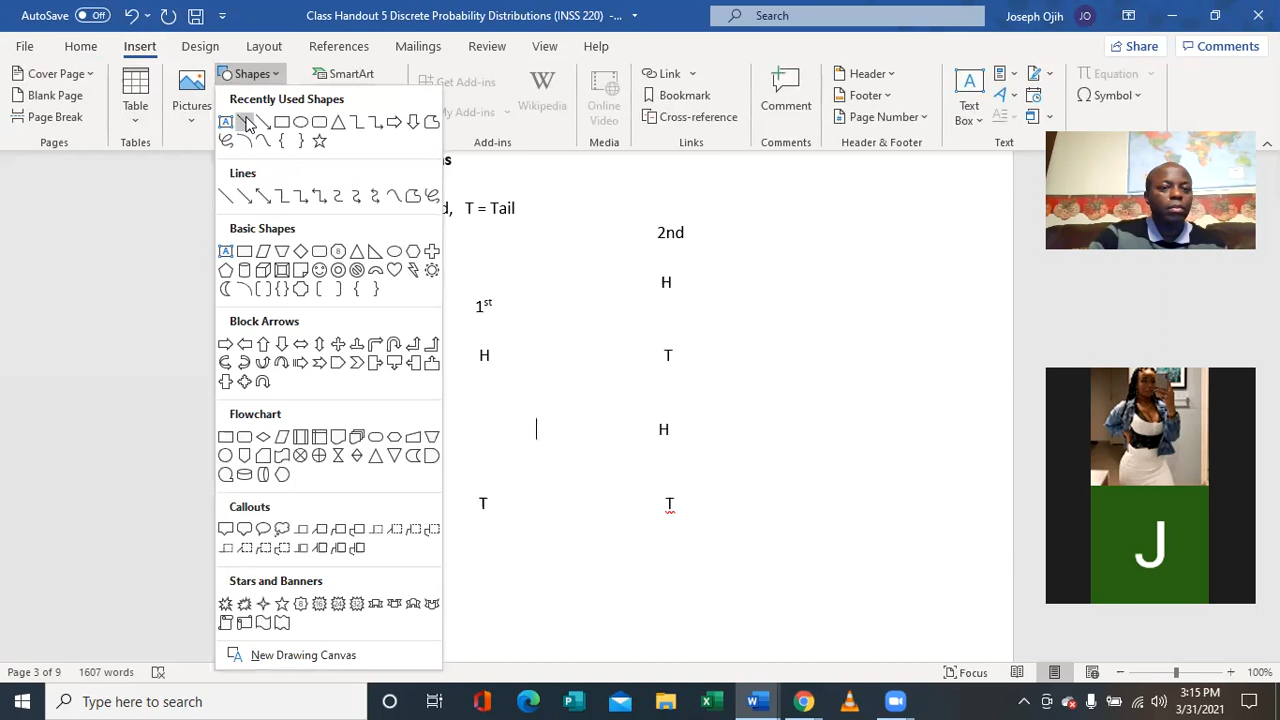 AutoSave Off Class Handout 5 Discrete Probability Distributions (INSS 220) -... Search Joseph Ojih JO
File Home Insert Design Layout References Mailings Review View Help Share Comments
Cover Page
Blank Page
Page Break
Pages
Table
Tables
Pictures
Shapes
SmartArt
Get Add-ins
My Add-ins
Wikipedia
Add-ins
Online Video
Media
Link
Cross-reference
Links
Comment
Comments
Header
Footer
Page Number
Header & Footer
Text Box
Text
Equation
Symbol
Symbols
Recently Used Shapes
Lines
Basic Shapes
Block Arrows
Flowchart
Callouts
Stars and Banners
New Drawing Canvas
d, T = Tail
2nd
H
1st
H T
H
T T
J
Page 3 of 9 1607 words Focus 100%
Type here to search
3:15 PM
3/31/2021